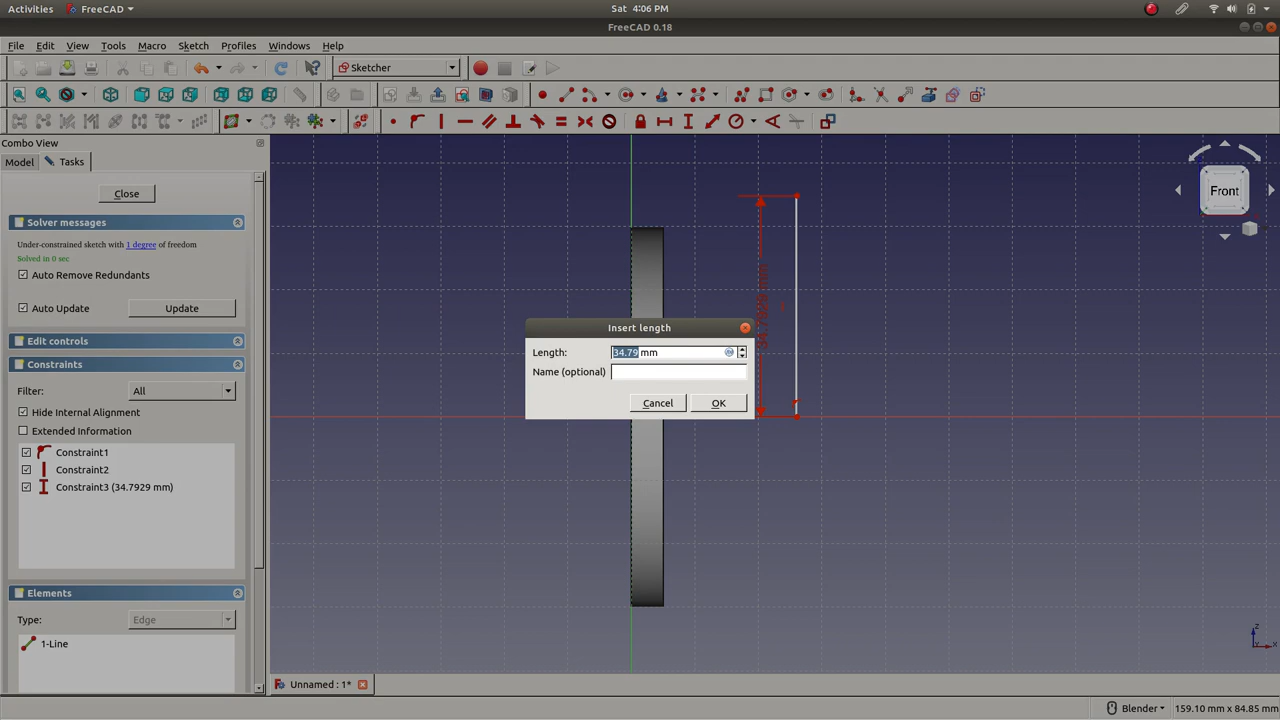 Activities FreeCAD Sat 4:06 PM
FreeCAD 0.18
File Edit View Tools Macro Sketch Profiles Windows Help
Sketcher
Combo View
Model Tasks
Close
Front
Solver messages
Under-constrained sketch with 1 degree of freedom
Solved in 0 sec
Auto Remove Redundants
Auto Update Update
Edit controls
Constraints
Filter: All
Hide Internal Alignment
Extended Information
Constraint1
Constraint2
Constraint3 (34.7929 mm)
Elements
Type: Edge
1-Line
34.7929 mm
Insert length
Length: 34.79 mm
Name (optional)
Cancel OK
z
x
Unnamed : 1*
Blender 159.10 mm x 84.85 mm